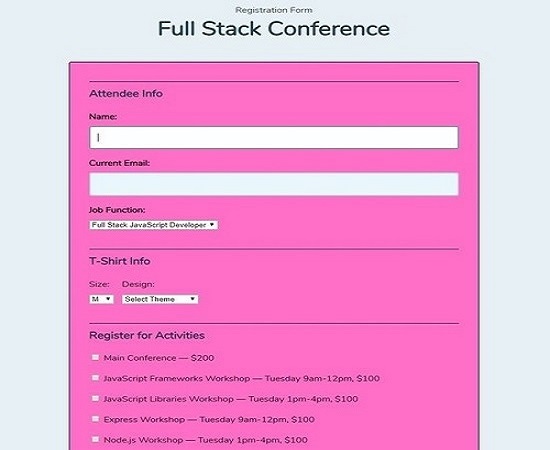 Registration Form
Full Stack Conference
Attendee Info
Name:
Current Email:
Job Function:
Full Stack JavaScript Developer
T-Shirt Info
Size: Design:
M Select Theme
Register for Activities
Main Conference — $200
JavaScript Frameworks Workshop — Tuesday 9am-12pm, $100
JavaScript Libraries Workshop — Tuesday 1pm-4pm, $100
Express Workshop — Tuesday 9am-12pm, $100
Node.js Workshop — Tuesday 1pm-4pm, $100